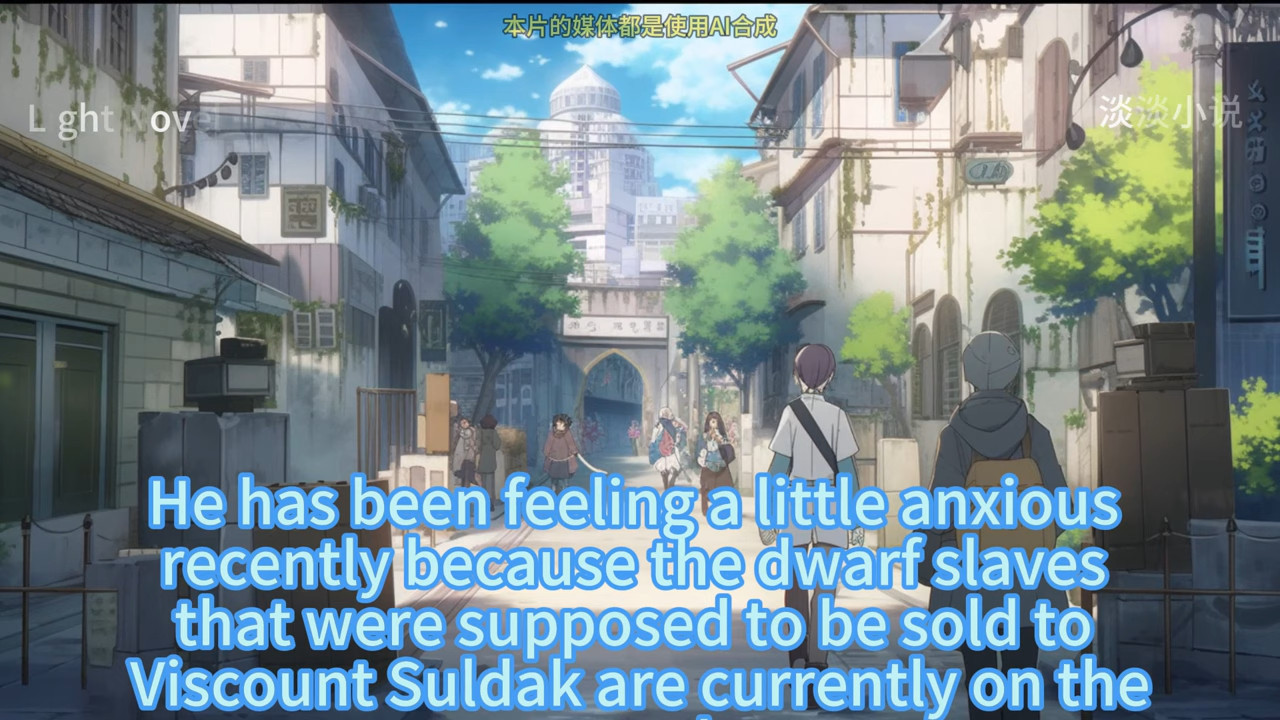 本片的媒体都是使用AI合成
Light Novel
淡淡小说
He has been feeling a little anxious
recently because the dwarf slaves
that were supposed to be sold to
Viscount Suldak are currently on the